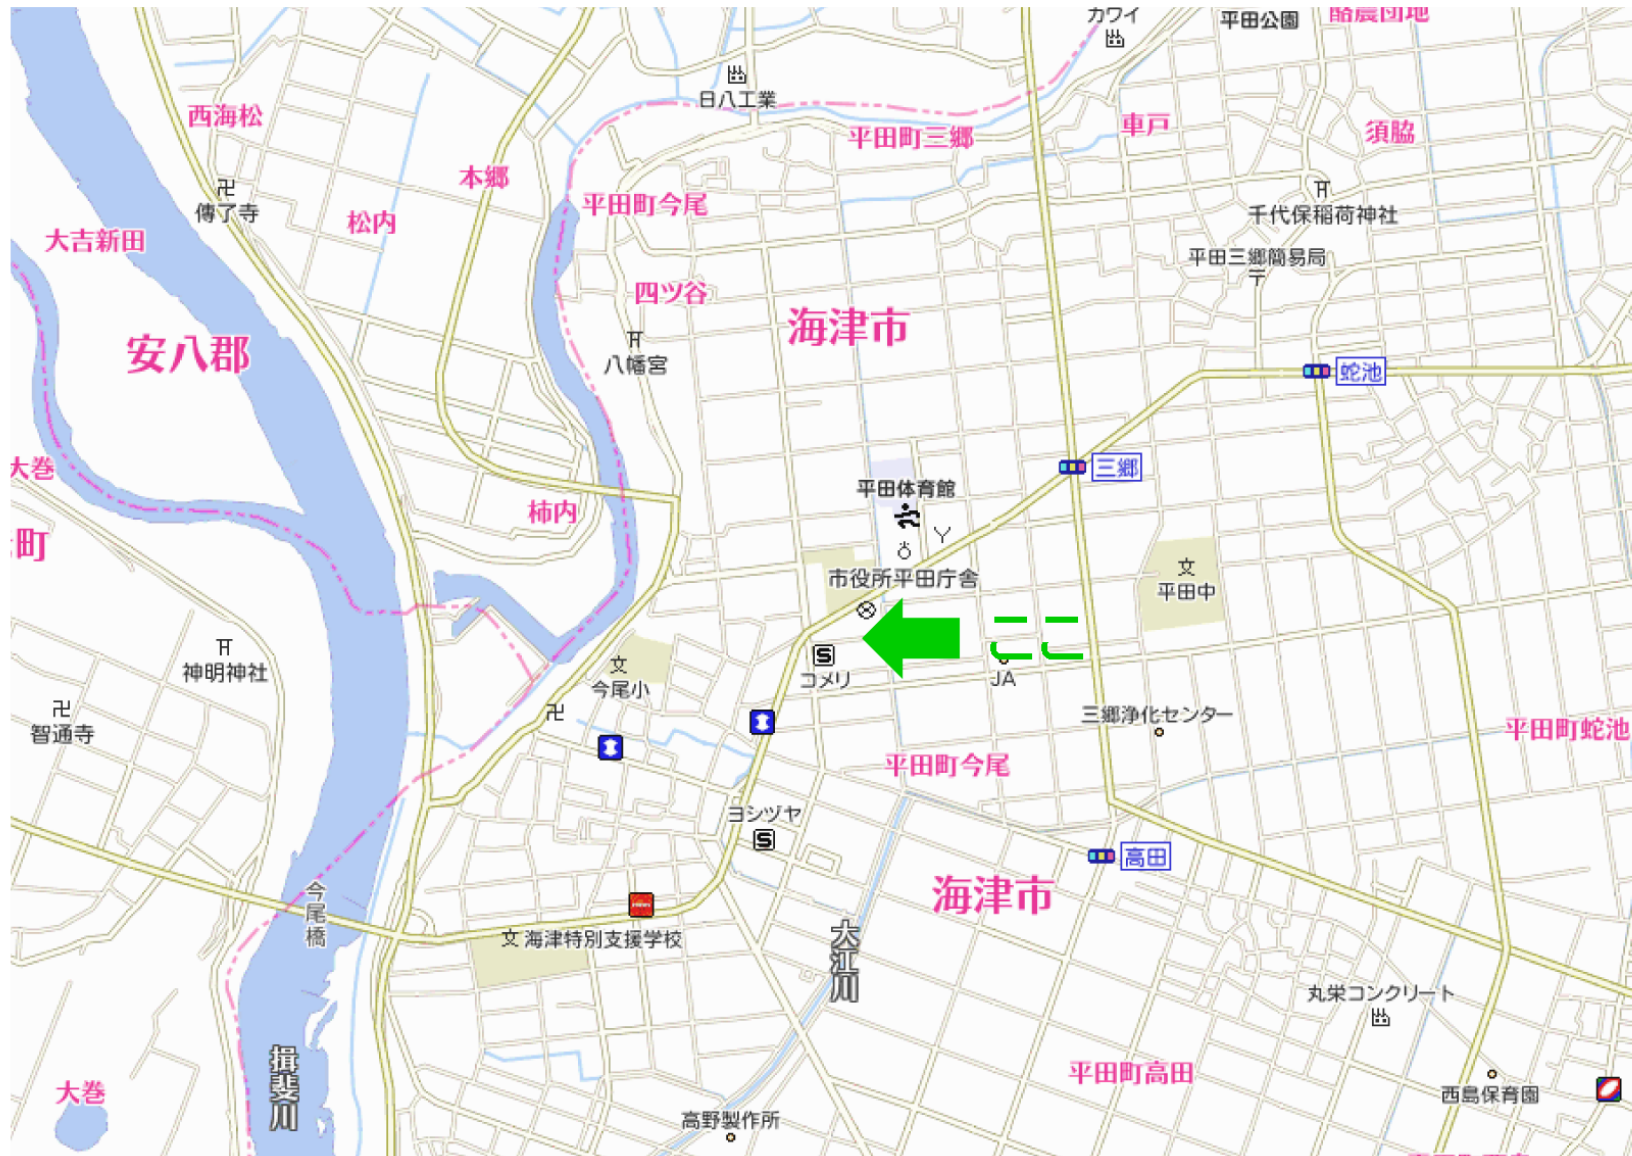 カワイ
平田公園
酪農団地
日八工業
西海松
平田町三郷
車戸
須脇
本郷
平田町今尾
傳了寺
松内
千代保稲荷神社
大吉新田
平田三郷簡易局
四ツ谷
海津市
安八郡
八幡宮
蛇池
大巻
三郷
平田体育館
柿内
町
市役所平田庁舎
文
平田中
ここ
神明神社
文
今尾小
S
コメリ
JA
智通寺
三郷浄化センター
平田町蛇池
平田町今尾
ヨシヅヤ
S
高田
海津市
今尾橋
文海津特別支援学校
大江川
丸栄コンクリート
揖斐川
平田町高田
大巻
西島保育園
高野製作所